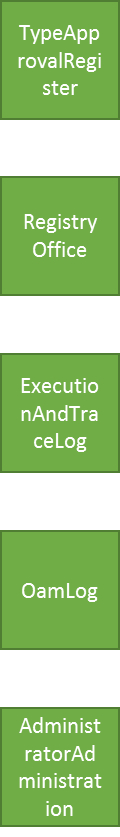 TypeApp
rovalRegi
ster
Registry
Office
Executio
nAndTra
ceLog
OamLog
Administ
ratorAd
ministrat
ion